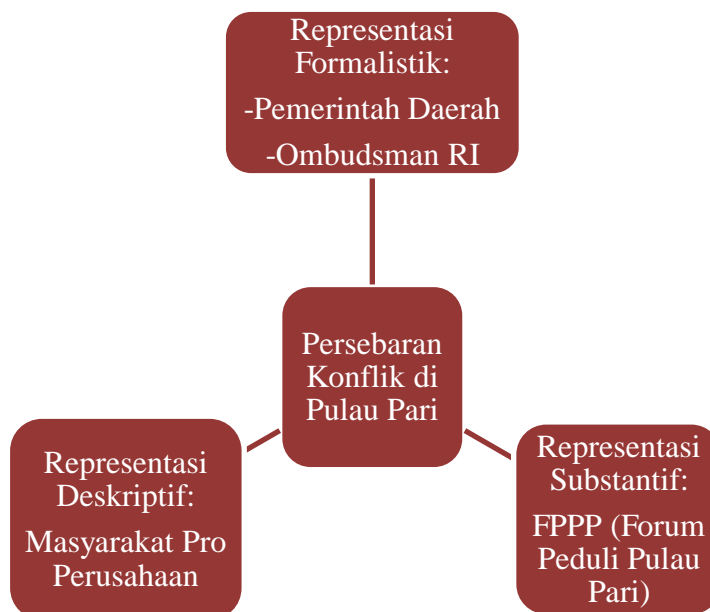 Representasi
Formalistik:
-Pemerintah Daerah
-Ombudsman RI
Persebaran
Konflik di
Pulau Pari
Representasi
Deskriptif:
Masyarakat Pro
Perusahaan
Representasi
Substantif:
FPPP (Forum
Peduli Pulau
Pari)